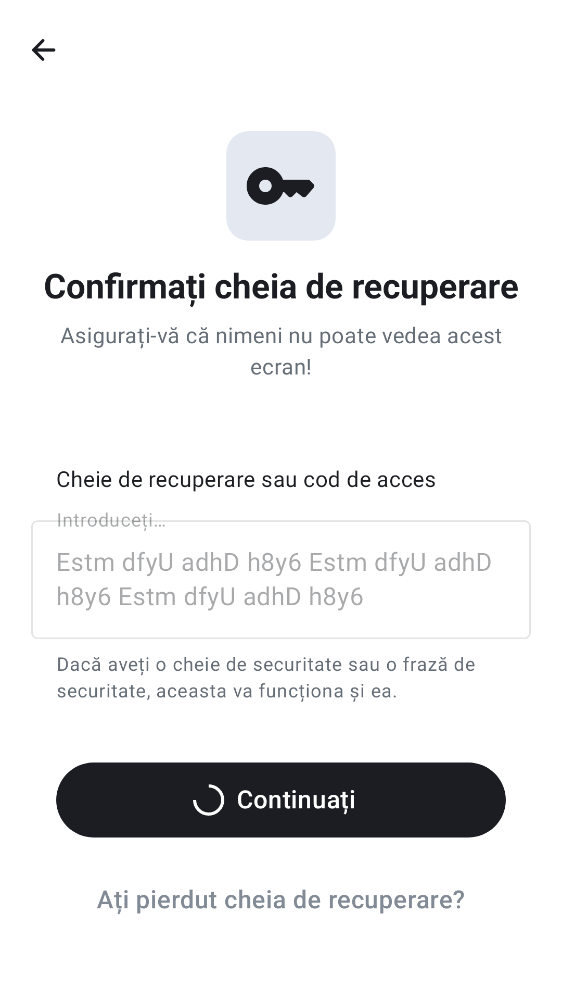 Confirmați cheia de recuperare
Asigurați-vă că nimeni nu poate vedea acest
ecran!
Cheie de recuperare sau cod de acces
Introduceți…
Estm dfyU adhD h8y6 Estm dfyU adhD
h8y6 Estm dfyU adhD h8y6
Dacă aveți o cheie de securitate sau o frază de
securitate, aceasta va funcționa și ea.
Continuați
Ați pierdut cheia de recuperare?